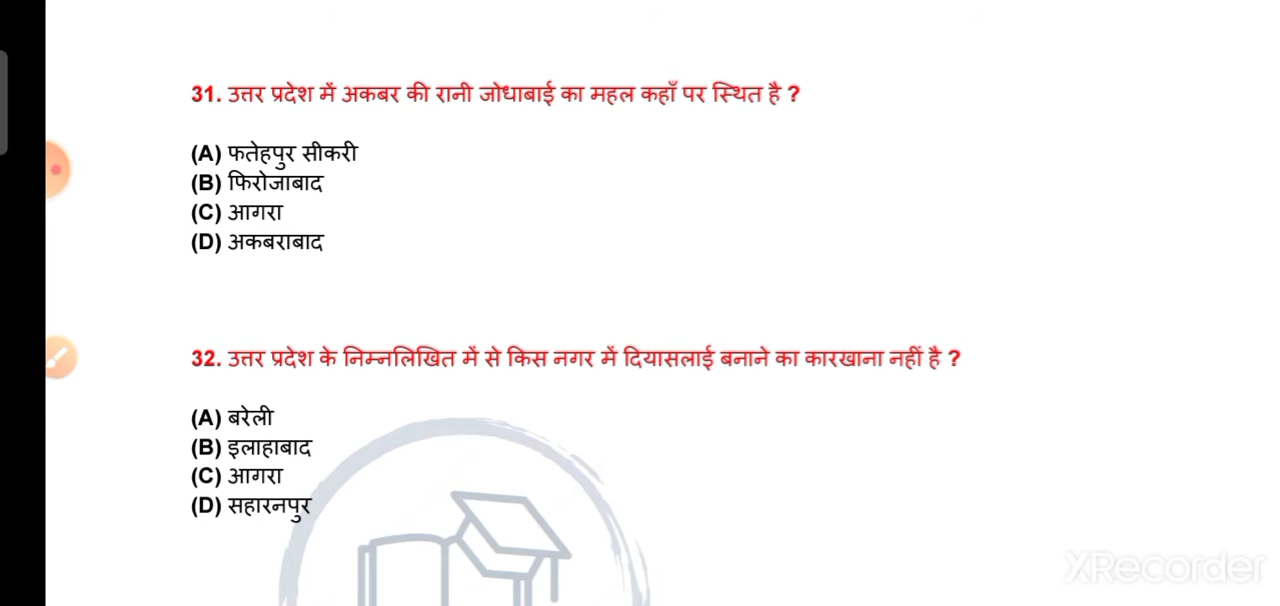 31. उत्तर प्रदेश में अकबर की रानी जोधाबाई का महल कहाँ पर स्थित है ?
(A) फतेहपुर सीकरी
(B) फिरोजाबाद
(C) आगरा
(D) अकबराबाद
32. उत्तर प्रदेश के निम्नलिखित में से किस नगर में दियासलाई बनाने का कारखाना नहीं है ?
(A) बरेली
(B) इलाहाबाद
(C) आगरा
(D) सहारनपुर
XRecorder